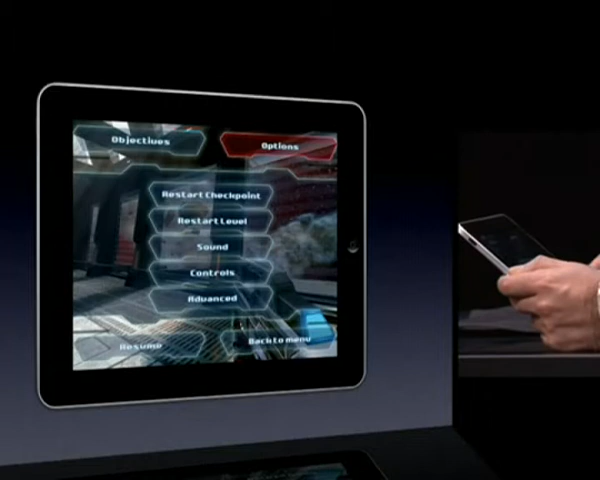 Objectives
Options
Restart Checkpoint
Restart Level
Sound
Controls
Advanced
Resume
Back to menu